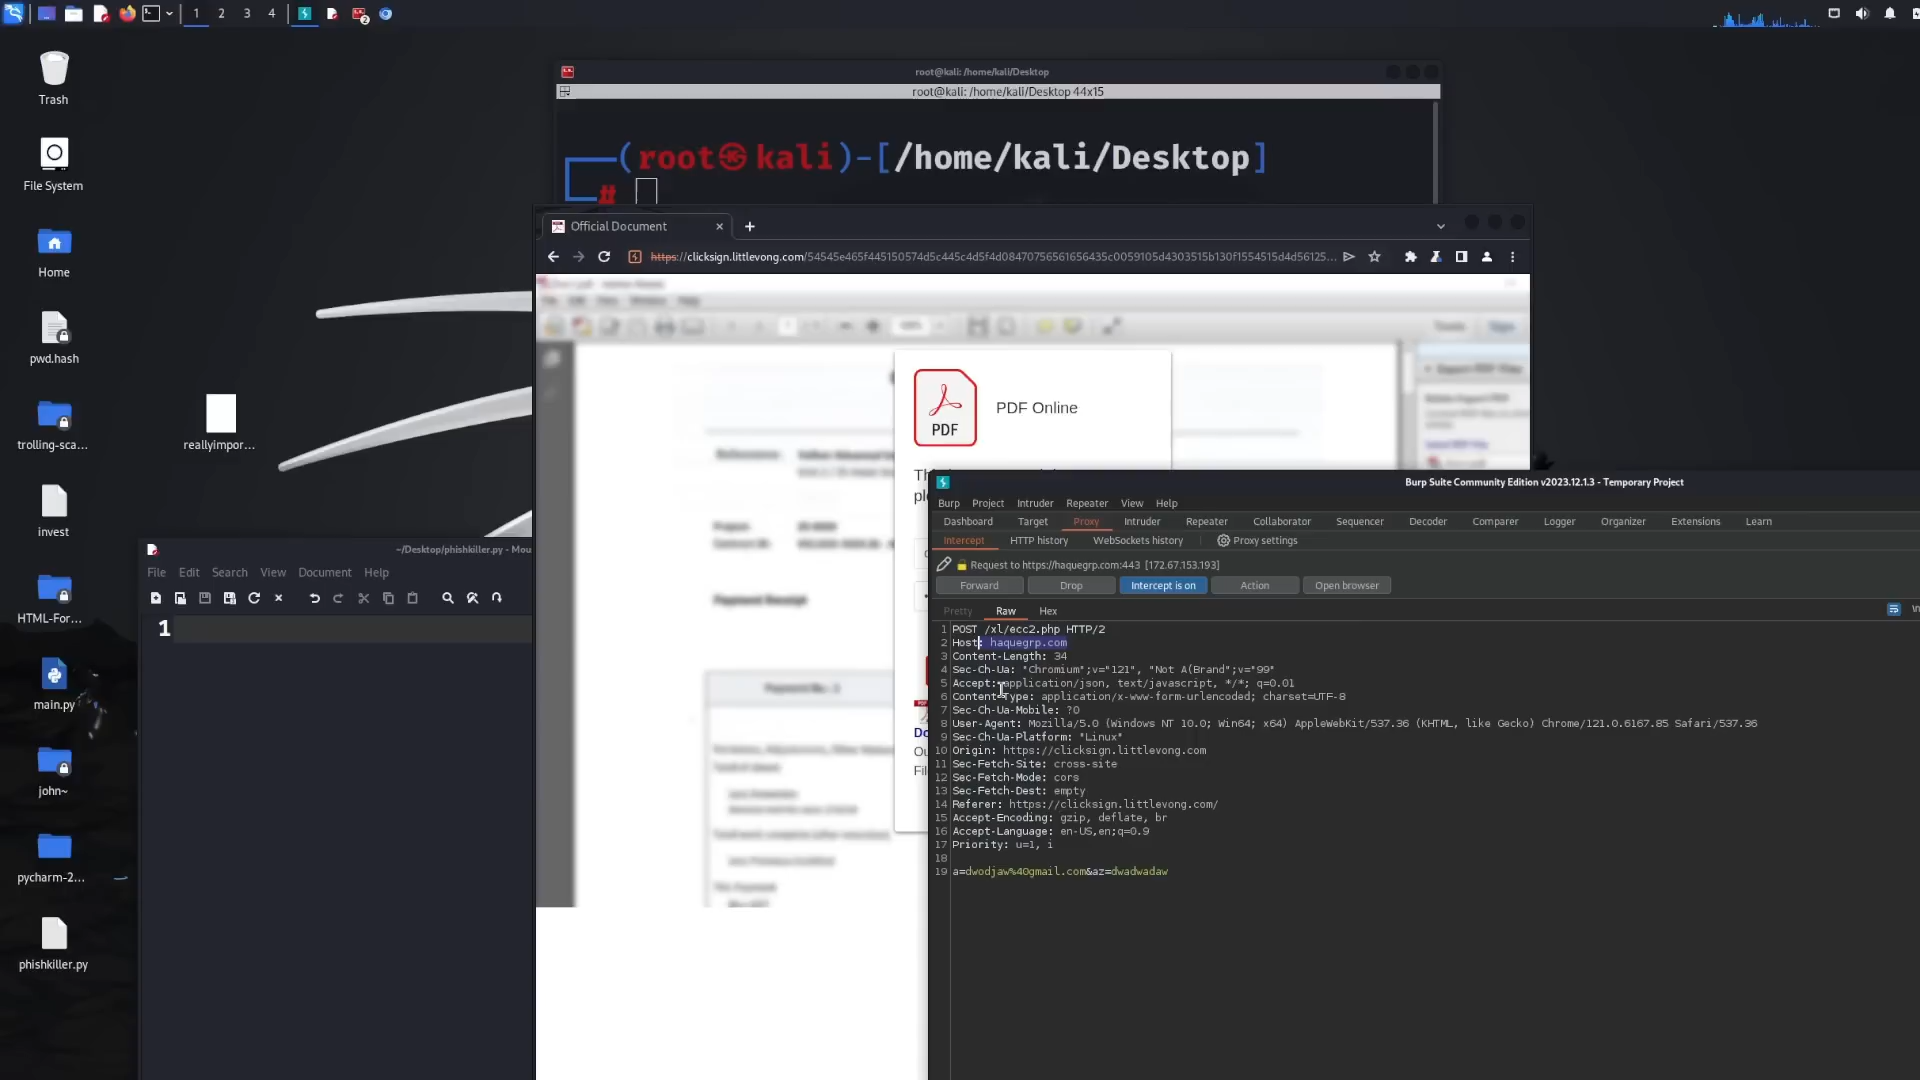 1
2
3
4
2
Trash
File System
Home
pwd.hash
trolling-sca...
reallyimpor...
invest
HTML-For...
main.py
john~
pycharm-2...
phishkiller.py
root@kali: /home/kali/Desktop
root@kali: /home/kali/Desktop 44x15
(root㉿kali)-[/home/kali/Desktop]
#
Official Document
https://clicksign.littlevong.com/54545e465f445150574d5c445c4d5f4d08470756561656435c0059105d4303515b130f1554515d4d56125...
PDF
PDF Online
Th
ple
Do
Ou
Fil
Payment Receipt
~/Desktop/phishkiller.py - Mou
File Edit Search View Document Help
1
Burp Suite Community Edition v2023.12.1.3 - Temporary Project
Burp Project Intruder Repeater View Help
Dashboard Target Proxy Intruder Repeater Collaborator Sequencer Decoder Comparer Logger Organizer Extensions Learn
Intercept HTTP history WebSockets history Proxy settings
Request to https://haquegrp.com:443 [172.67.153.193]
Forward Drop Intercept is on Action Open browser
Pretty Raw Hex
1 POST /xl/ecc2.php HTTP/2
2 Host: haquegrp.com
3 Content-Length: 34
4 Sec-Ch-Ua: "Chromium";v="121", "Not A(Brand";v="99"
5 Accept: application/json, text/javascript, */*; q=0.01
6 Content-Type: application/x-www-form-urlencoded; charset=UTF-8
7 Sec-Ch-Ua-Mobile: ?0
8 User-Agent: Mozilla/5.0 (Windows NT 10.0; Win64; x64) AppleWebKit/537.36 (KHTML, like Gecko) Chrome/121.0.6167.85 Safari/537.36
9 Sec-Ch-Ua-Platform: "Linux"
10 Origin: https://clicksign.littlevong.com
11 Sec-Fetch-Site: cross-site
12 Sec-Fetch-Mode: cors
13 Sec-Fetch-Dest: empty
14 Referer: https://clicksign.littlevong.com/
15 Accept-Encoding: gzip, deflate, br
16 Accept-Language: en-US,en;q=0.9
17 Priority: u=1, i
18
19 a=dwodjaw%40gmail.com&az=dwadwadaw